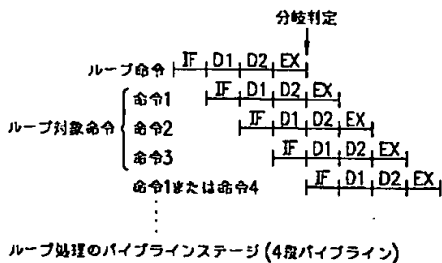 分岐判定
ループ命令 IF D1 D2 EX
命令1 IF D1 D2 EX
ループ対象命令 命令2 IF D1 D2 EX
命令3 IF D1 D2 EX
命令1または命令4 IF D1 D2 EX
ループ処理のパイプラインステージ (4段パイプライン)